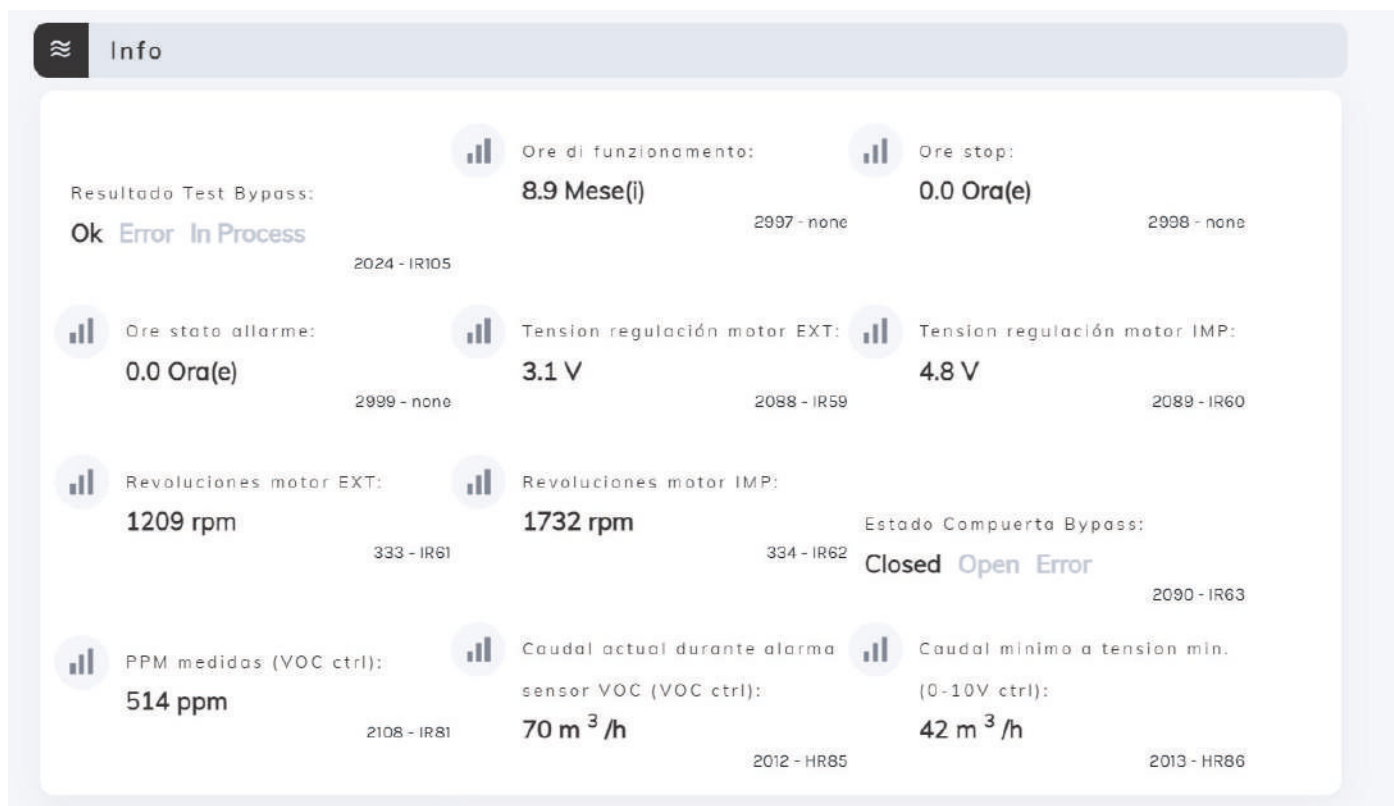 Info
Resultado Test Bypass:
Ok Error In Process
2024 - IR105
Ore di funzionamento:
8.9 Mese(i)
2997 - none
Ore stop:
0.0 Ora(e)
2998 - none
Ore stato allarme:
0.0 Ora(e)
2999 - none
Tension regulación motor EXT:
3.1 V
2088 - IR59
Tension regulación motor IMP:
4.8 V
2089 - IR60
Revoluciones motor EXT:
1209 rpm
333 - IR61
Revoluciones motor IMP:
1732 rpm
334 - IR62
Estado Compuerta Bypass:
Closed Open Error
2090 - IR63
PPM medidas (VOC ctrl):
514 ppm
2108 - IR81
Caudal actual durante alarma
sensor VOC (VOC ctrl):
70 m ³ /h
2012 - HR85
Caudal minimo a tension min.
(0-10V ctrl):
42 m ³ /h
2013 - HR86